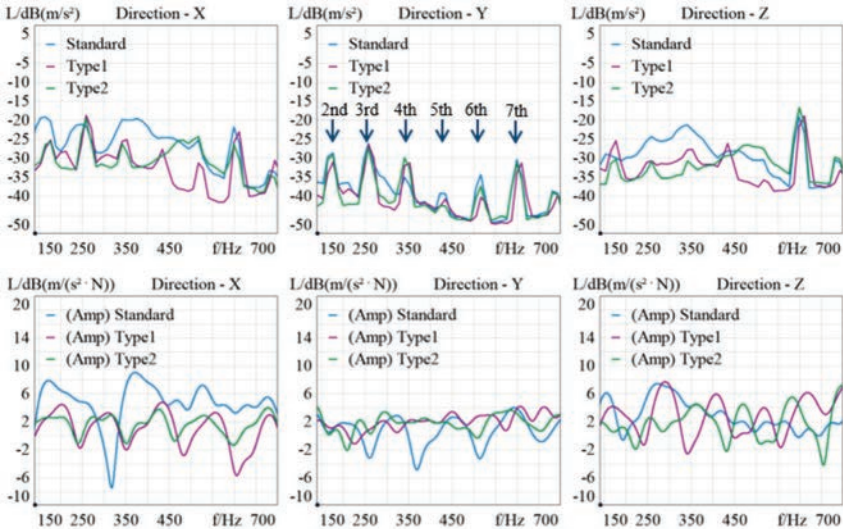 L/dB(m/s²) Direction - X
5
-5
-10
-15
-20
-25
-30
-35
-40
-50
Standard
Type1
Type2
150 250 350 450 f/Hz 700
L/dB(m/s²) Direction - Y
5
-5
-10
-15
-20
-25
-30
-35
-40
-50
Standard
Type1
Type2
2nd 3rd 4th 5th 6th 7th
150 250 350 450 f/Hz 700
L/dB(m/s²) Direction - Z
5
-5
-10
-15
-20
-25
-30
-35
-40
-50
Standard
Type1
Type2
150 250 350 450 f/Hz 700
L/dB(m/(s² · N)) Direction - X
20
14
10
6
2
-2
-6
-10
(Amp) Standard
(Amp) Type1
(Amp) Type2
150 250 350 450 f/Hz 700
L/dB(m/(s² · N)) Direction - Y
20
14
10
6
2
-2
-6
-10
(Amp) Standard
(Amp) Type1
(Amp) Type2
150 250 350 450 f/Hz 700
L/dB(m/(s² · N)) Direction - Z
20
14
10
6
2
-2
-6
-10
(Amp) Standard
(Amp) Type1
(Amp) Type2
150 250 350 450 f/Hz 700